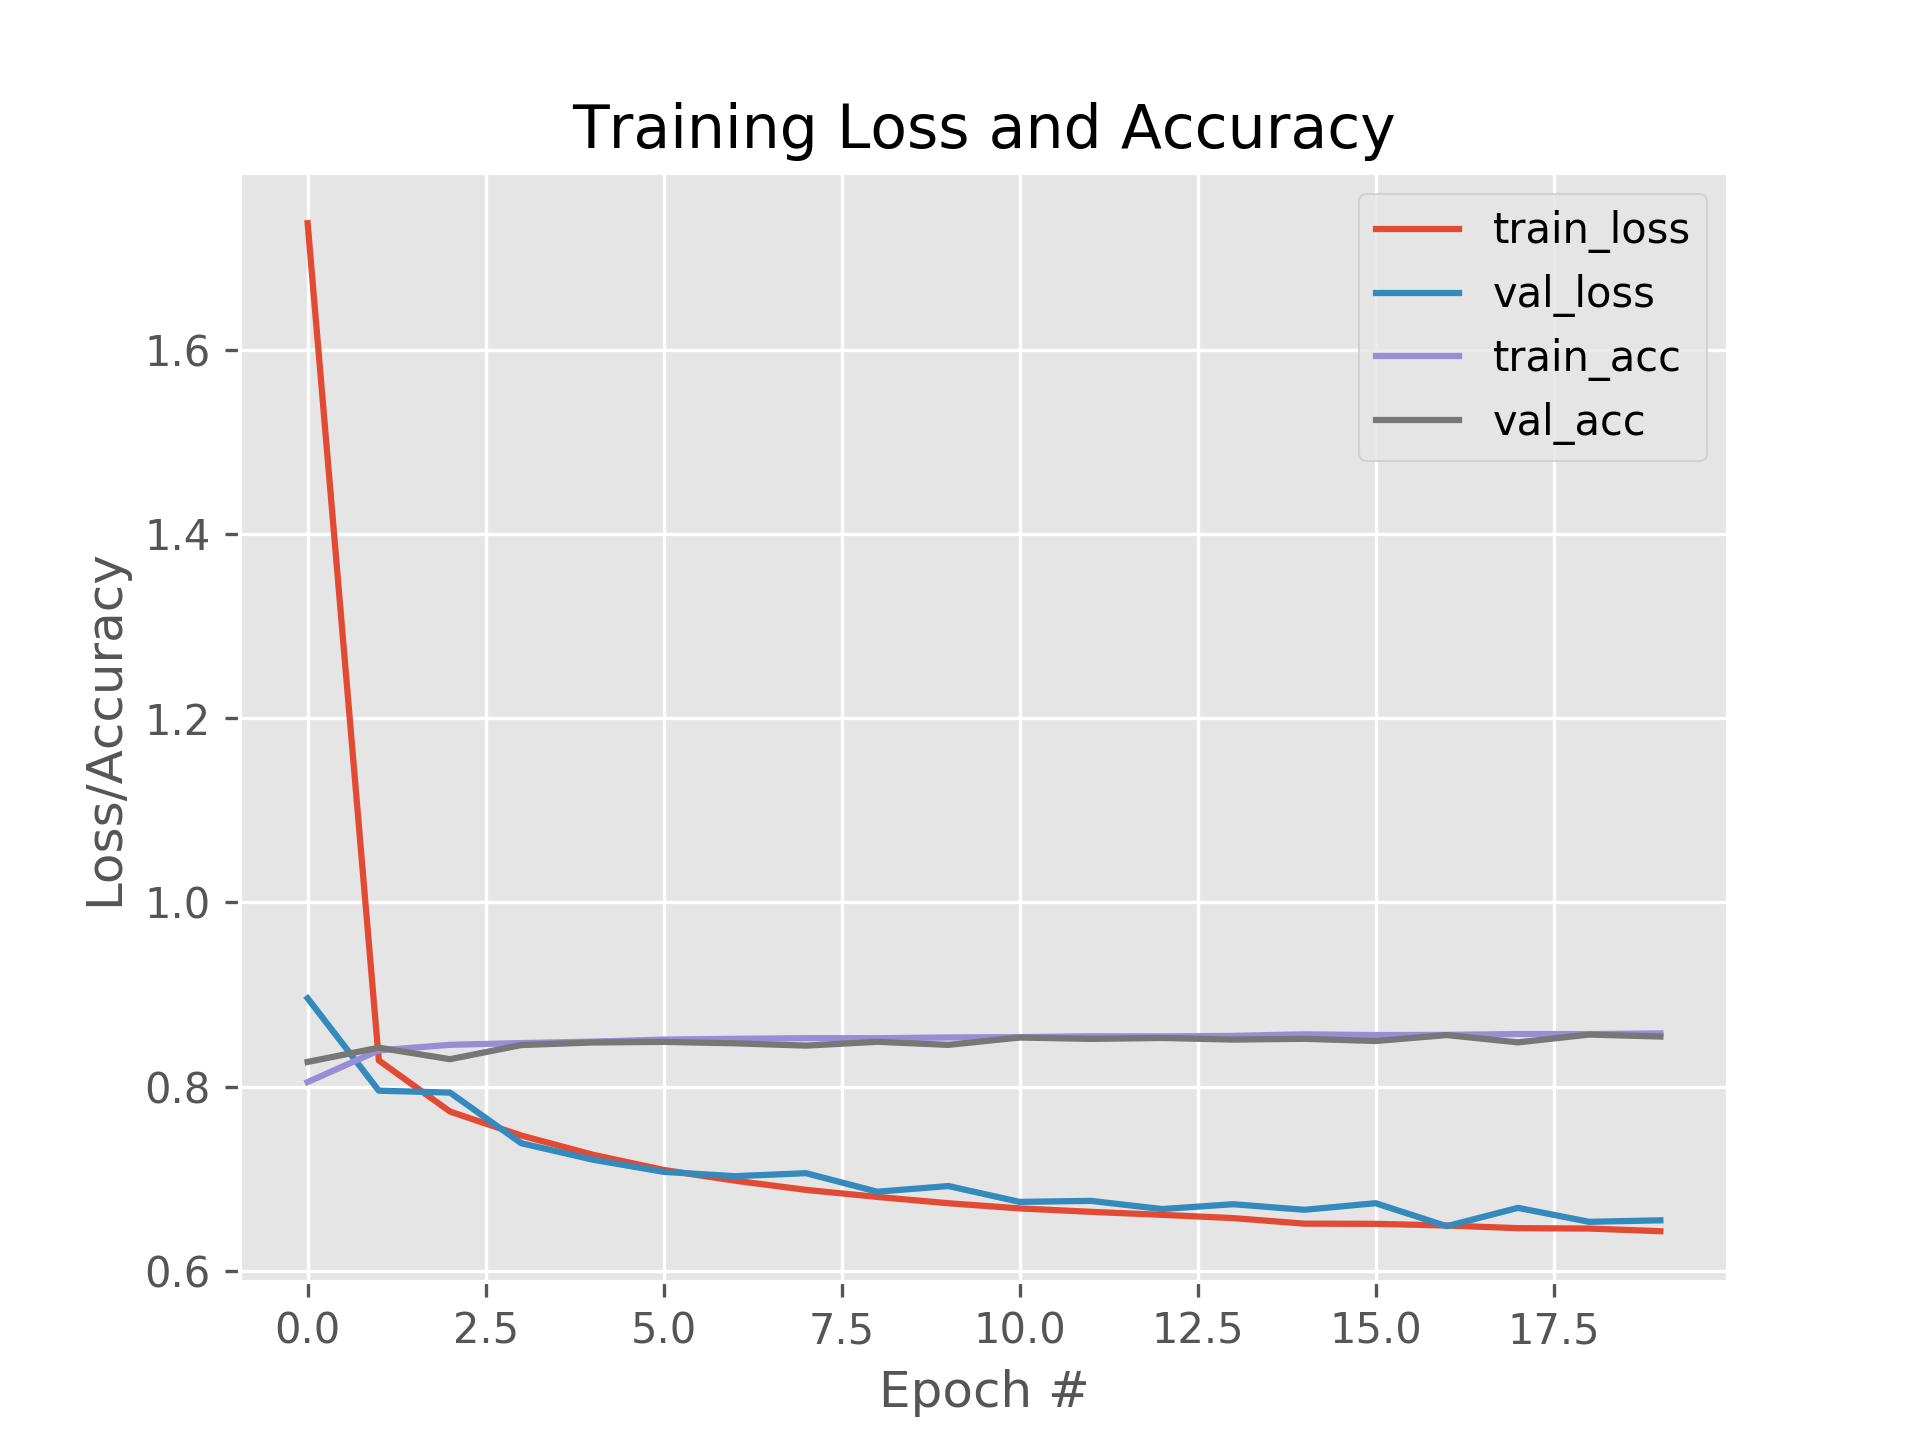 Training Loss and Accuracy
train_loss
val_loss
train_acc
val_acc
Loss/Accuracy
1.6
1.4
1.2
1.0
0.8
0.6
0.0 2.5 5.0 7.5 10.0 12.5 15.0 17.5
Epoch #